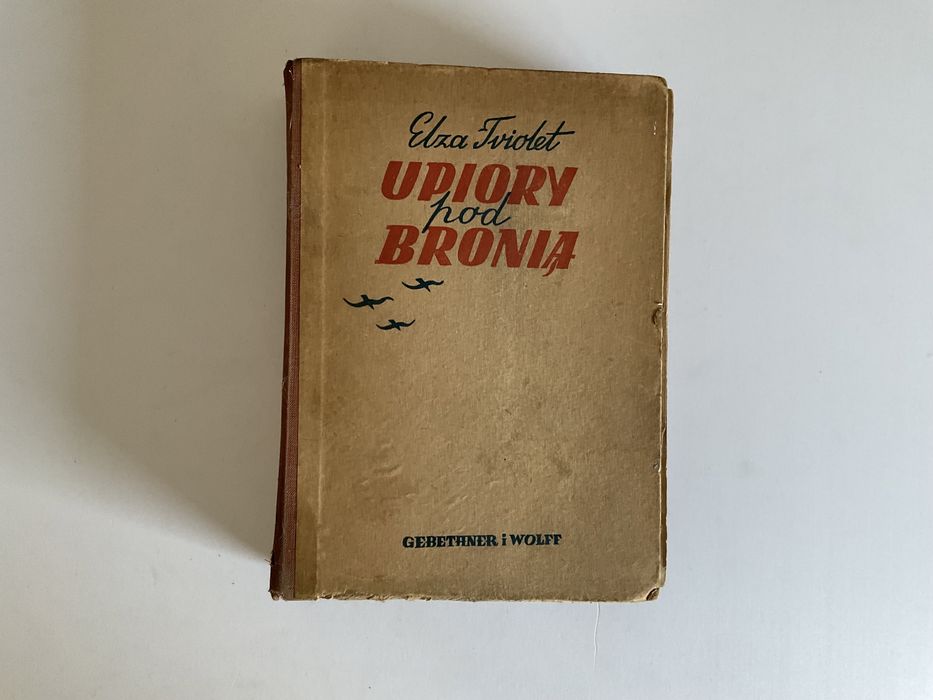 Elza Triolet
UPIORY
pod
BRONIĄ
GEBETHNER i WOLFF